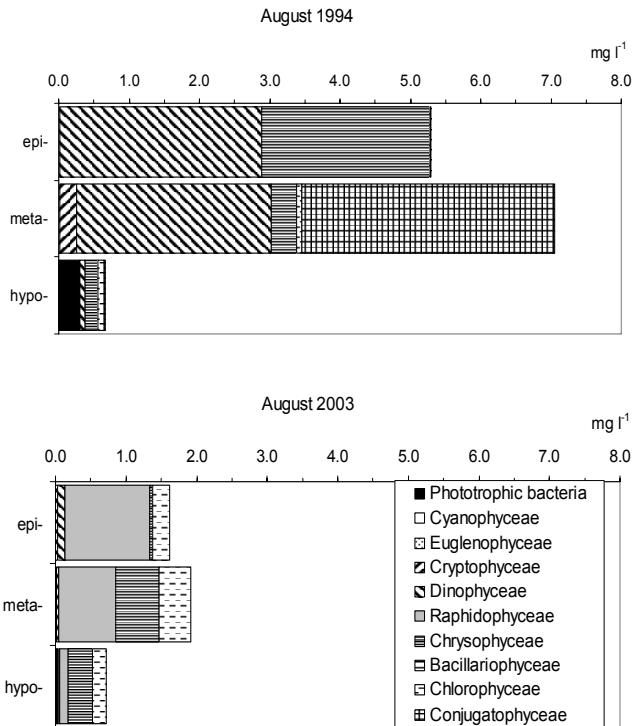 August 1994
mg l-1
0.0 1.0 2.0 3.0 4.0 5.0 6.0 7.0 8.0
epi-
meta-
hypo-
August 2003
mg l-1
0.0 1.0 2.0 3.0 4.0 5.0 6.0 7.0 8.0
epi-
meta-
hypo-
Phototrophic bacteria
Cyanophyceae
Euglenophyceae
Cryptophyceae
Dinophyceae
Raphidophyceae
Chrysophyceae
Bacillariophyceae
Chlorophyceae
Conjugatophyceae